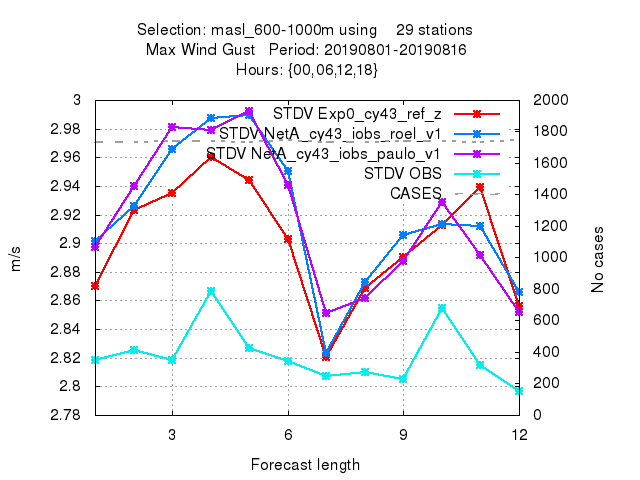 Selection: masl_600-1000m using    29 stations
Max Wind Gust   Period: 20190801-20190816
Hours: {00,06,12,18}
STDV Exp0_cy43_ref_z
STDV NetA_cy43_iobs_roel_v1
STDV NetA_cy43_iobs_paulo_v1
STDV OBS
CASES
m/s
3
2.98
2.96
2.94
2.92
2.9
2.88
2.86
2.84
2.82
2.8
2.78
2000
1800
1600
1400
1200
1000
800
600
400
200
0
No cases
3 6 9 12
Forecast length